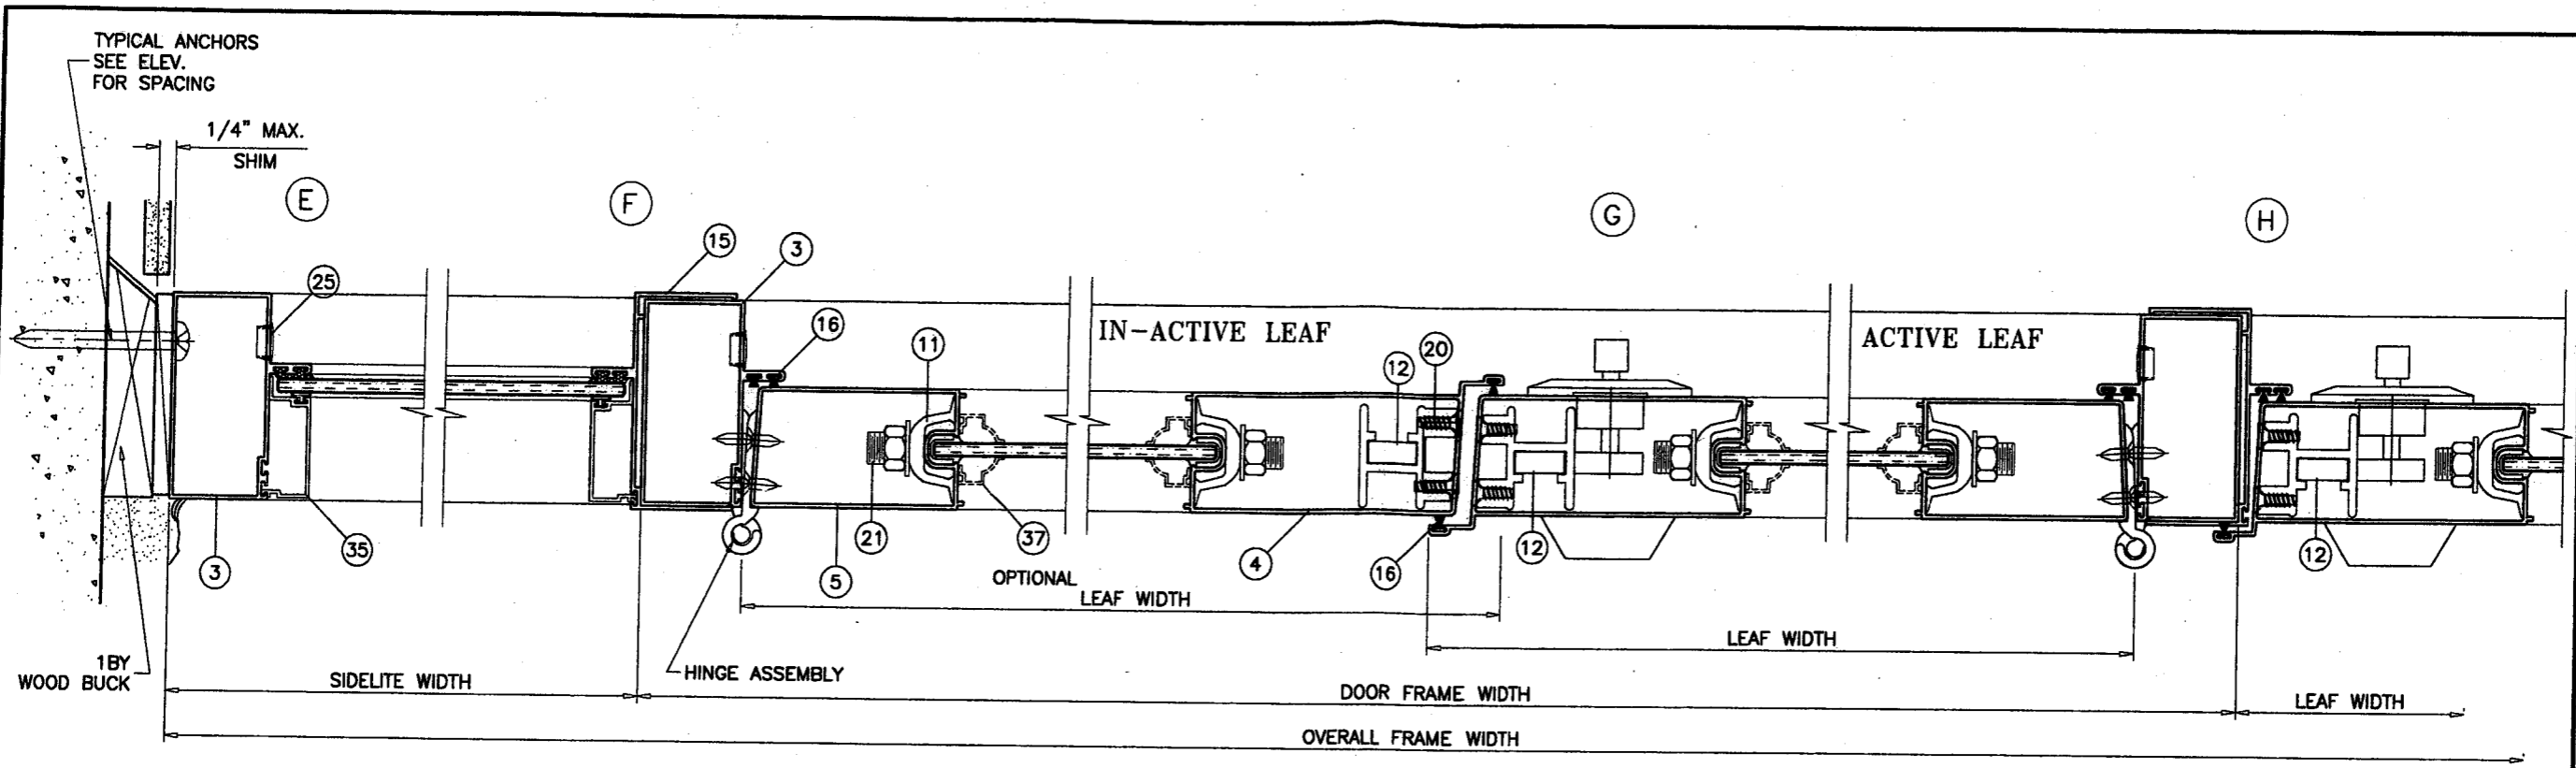 TYPICAL ANCHORS
SEE ELEV.
FOR SPACING
1/4" MAX.
SHIM
E
F
G
H
15
3
25
16
11
IN-ACTIVE LEAF
12
20
ACTIVE LEAF
3
35
5
21
37
4
16
12
12
OPTIONAL
LEAF WIDTH
LEAF WIDTH
1BY
WOOD BUCK
HINGE ASSEMBLY
SIDELITE WIDTH
DOOR FRAME WIDTH
LEAF WIDTH
OVERALL FRAME WIDTH